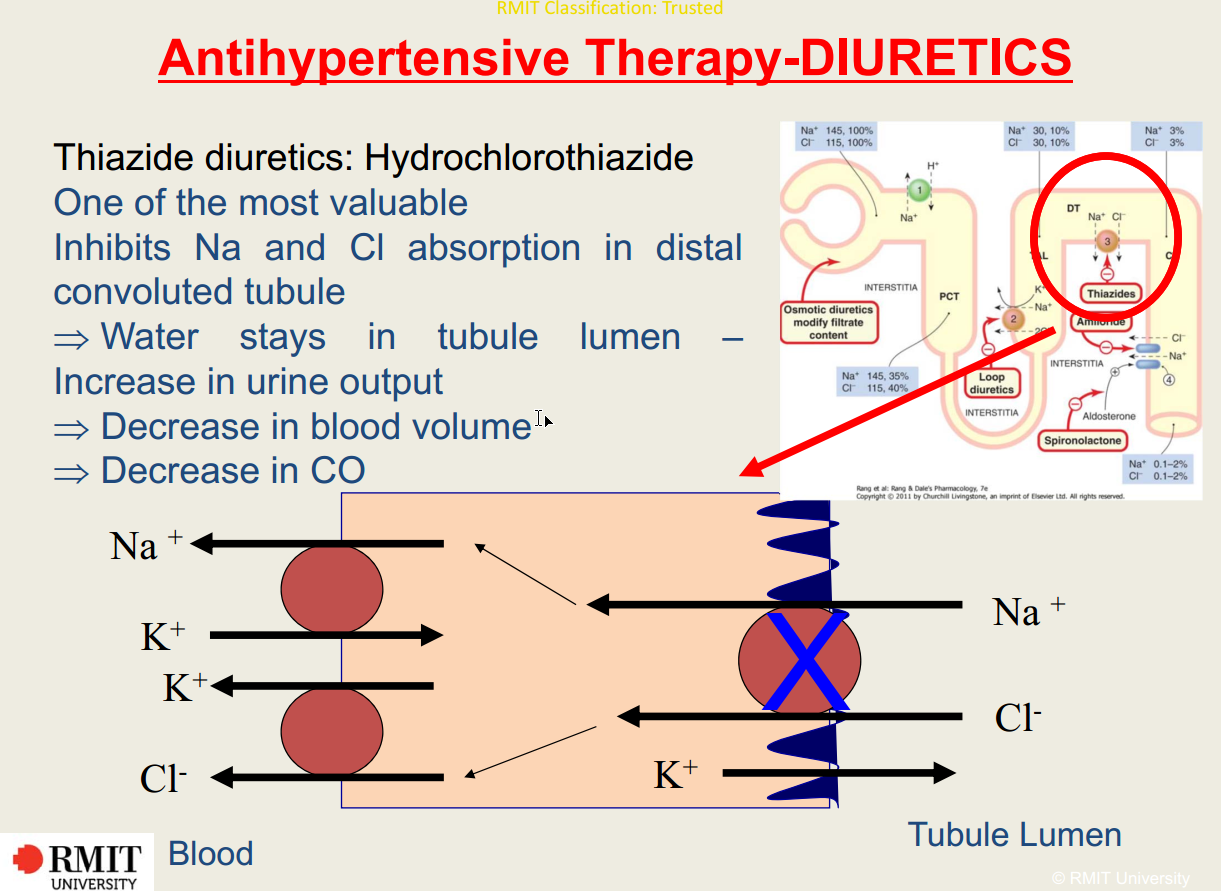 RMIT Classification: Trusted
Antihypertensive Therapy-DIURETICS
Thiazide diuretics: Hydrochlorothiazide
One of the most valuable
Inhibits Na and Cl absorption in distal
convoluted tubule
⇒ Water stays in tubule lumen –
Increase in urine output
⇒ Decrease in blood volume
⇒ Decrease in CO
Na⁺ 145, 100%
Cl⁻ 115, 100%
Na⁺ 30, 10%
Cl⁻ 30, 10%
Na⁺ 3%
Cl⁻ 3%
H⁺
1
Na⁺
DT
Na⁺ Cl⁻
3
Thiazides
INTERSTITIA
PCT
Osmotic diuretics
modify filtrate
content
K⁺
Na⁺
2
Amiloride
Cl⁻
Na⁺
4
INTERSTITIA
Na⁺ 145, 35%
Cl⁻ 115, 40%
Loop
diuretics
INTERSTITIA
Aldosterone
Spironolactone
Na⁺ 0.1–2%
Cl⁻ 0.1–2%
Rang et al: Rang & Dale's Pharmacology, 7e
Copyright © 2011 by Churchill Livingstone, an imprint of Elsevier Ltd. All rights reserved.
Na ⁺
K⁺
K⁺
Cl⁻
Na ⁺
Cl⁻
K⁺
Blood
Tubule Lumen
RMIT
UNIVERSITY
© RMIT University